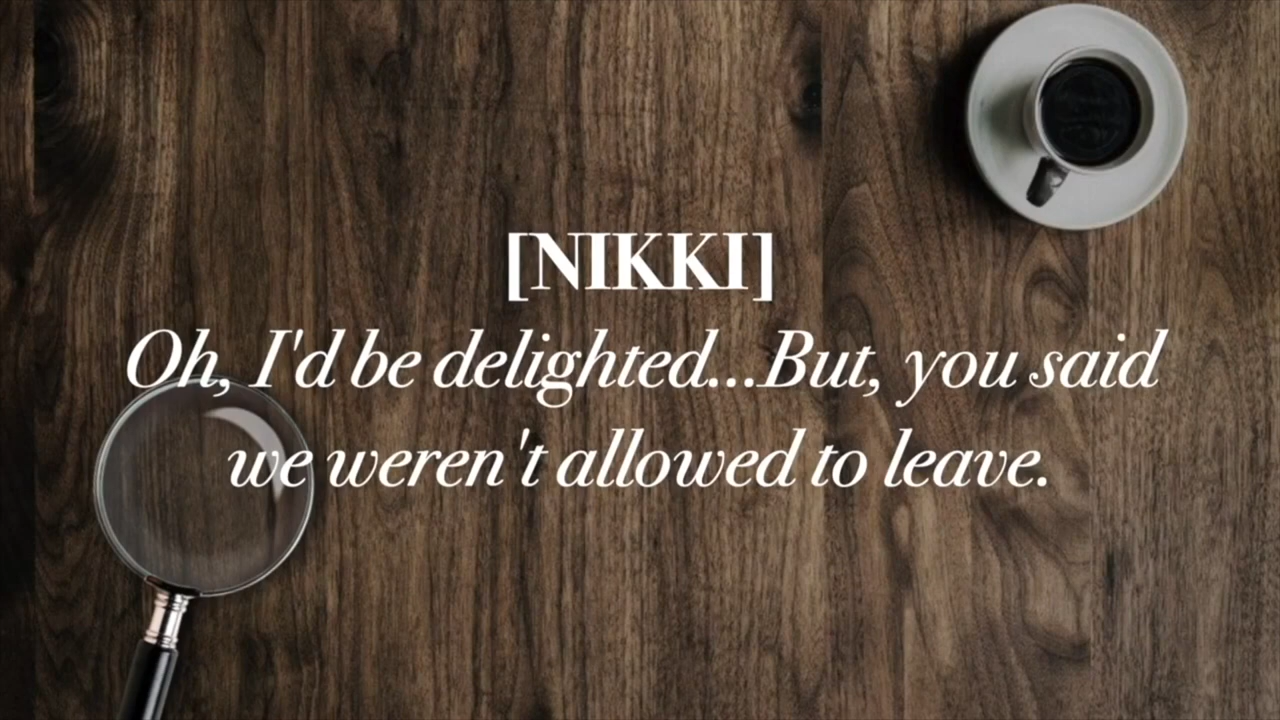 [NIKKI]
Oh, I'd be delighted...But, you said
we weren't allowed to leave.